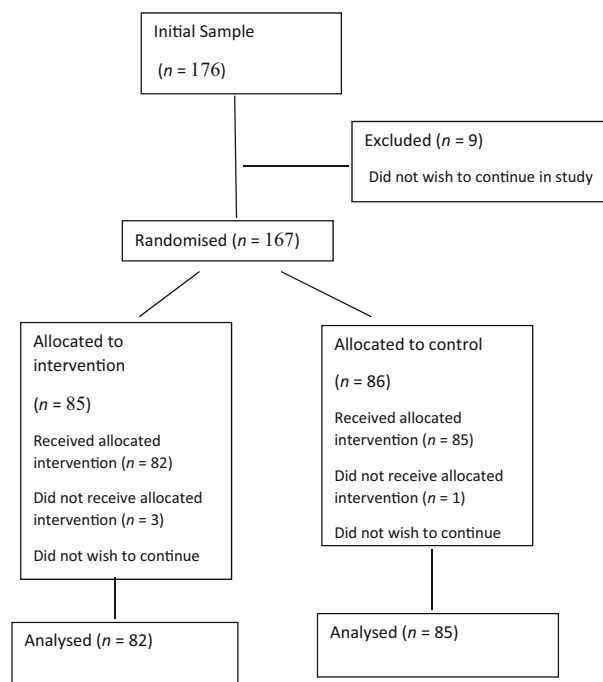 Initial Sample
(n = 176)
Excluded (n = 9)
Did not wish to continue in study
Randomised (n = 167)
Allocated to
intervention
(n = 85)
Received allocated
intervention (n = 82)
Did not receive allocated
intervention (n = 3)
Did not wish to continue
Allocated to control
(n = 86)
Received allocated
intervention (n = 85)
Did not receive allocated
intervention (n = 1)
Did not wish to continue
Analysed (n = 82)
Analysed (n = 85)